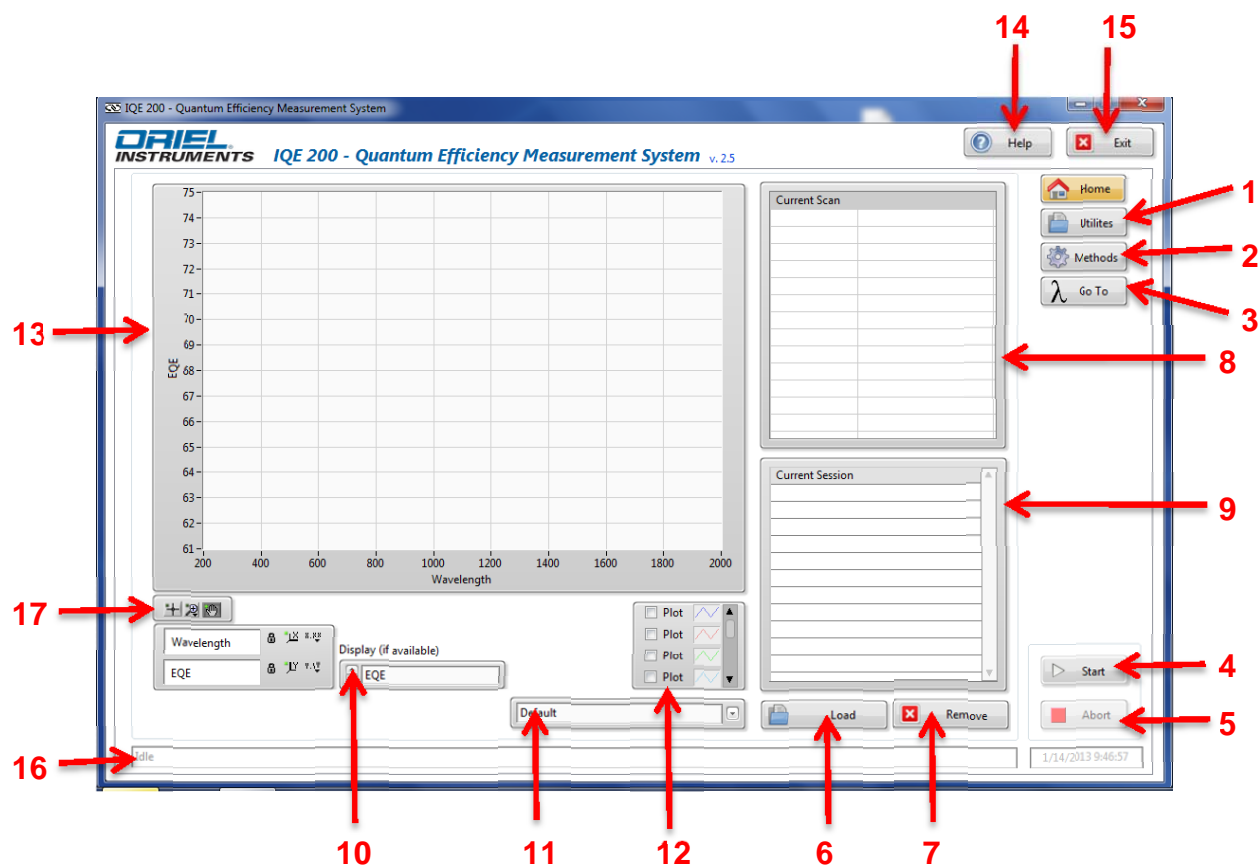 14
15
IQE 200 - Quantum Efficiency Measurement System
ORIEL
INSTRUMENTS
IQE 200 - Quantum Efficiency Measurement System v. 2.5
Help
Exit
Home
Utilites
Methods
λ Go To
1
2
3
Current Scan
8
13
EQE
75
74
73
72
71
70
69
68
67
66
65
64
63
62
61
200 400 600 800 1000 1200 1400 1600 1800 2000
Wavelength
Current Session
9
17
Wavelength
X.XX
EQE
Y.YY
Display (if available)
EQE
Plot
Plot
Plot
Plot
Default
Load
Remove
Start
4
Abort
5
16
Idle
1/14/2013 9:46:57
10
11
12
6
7